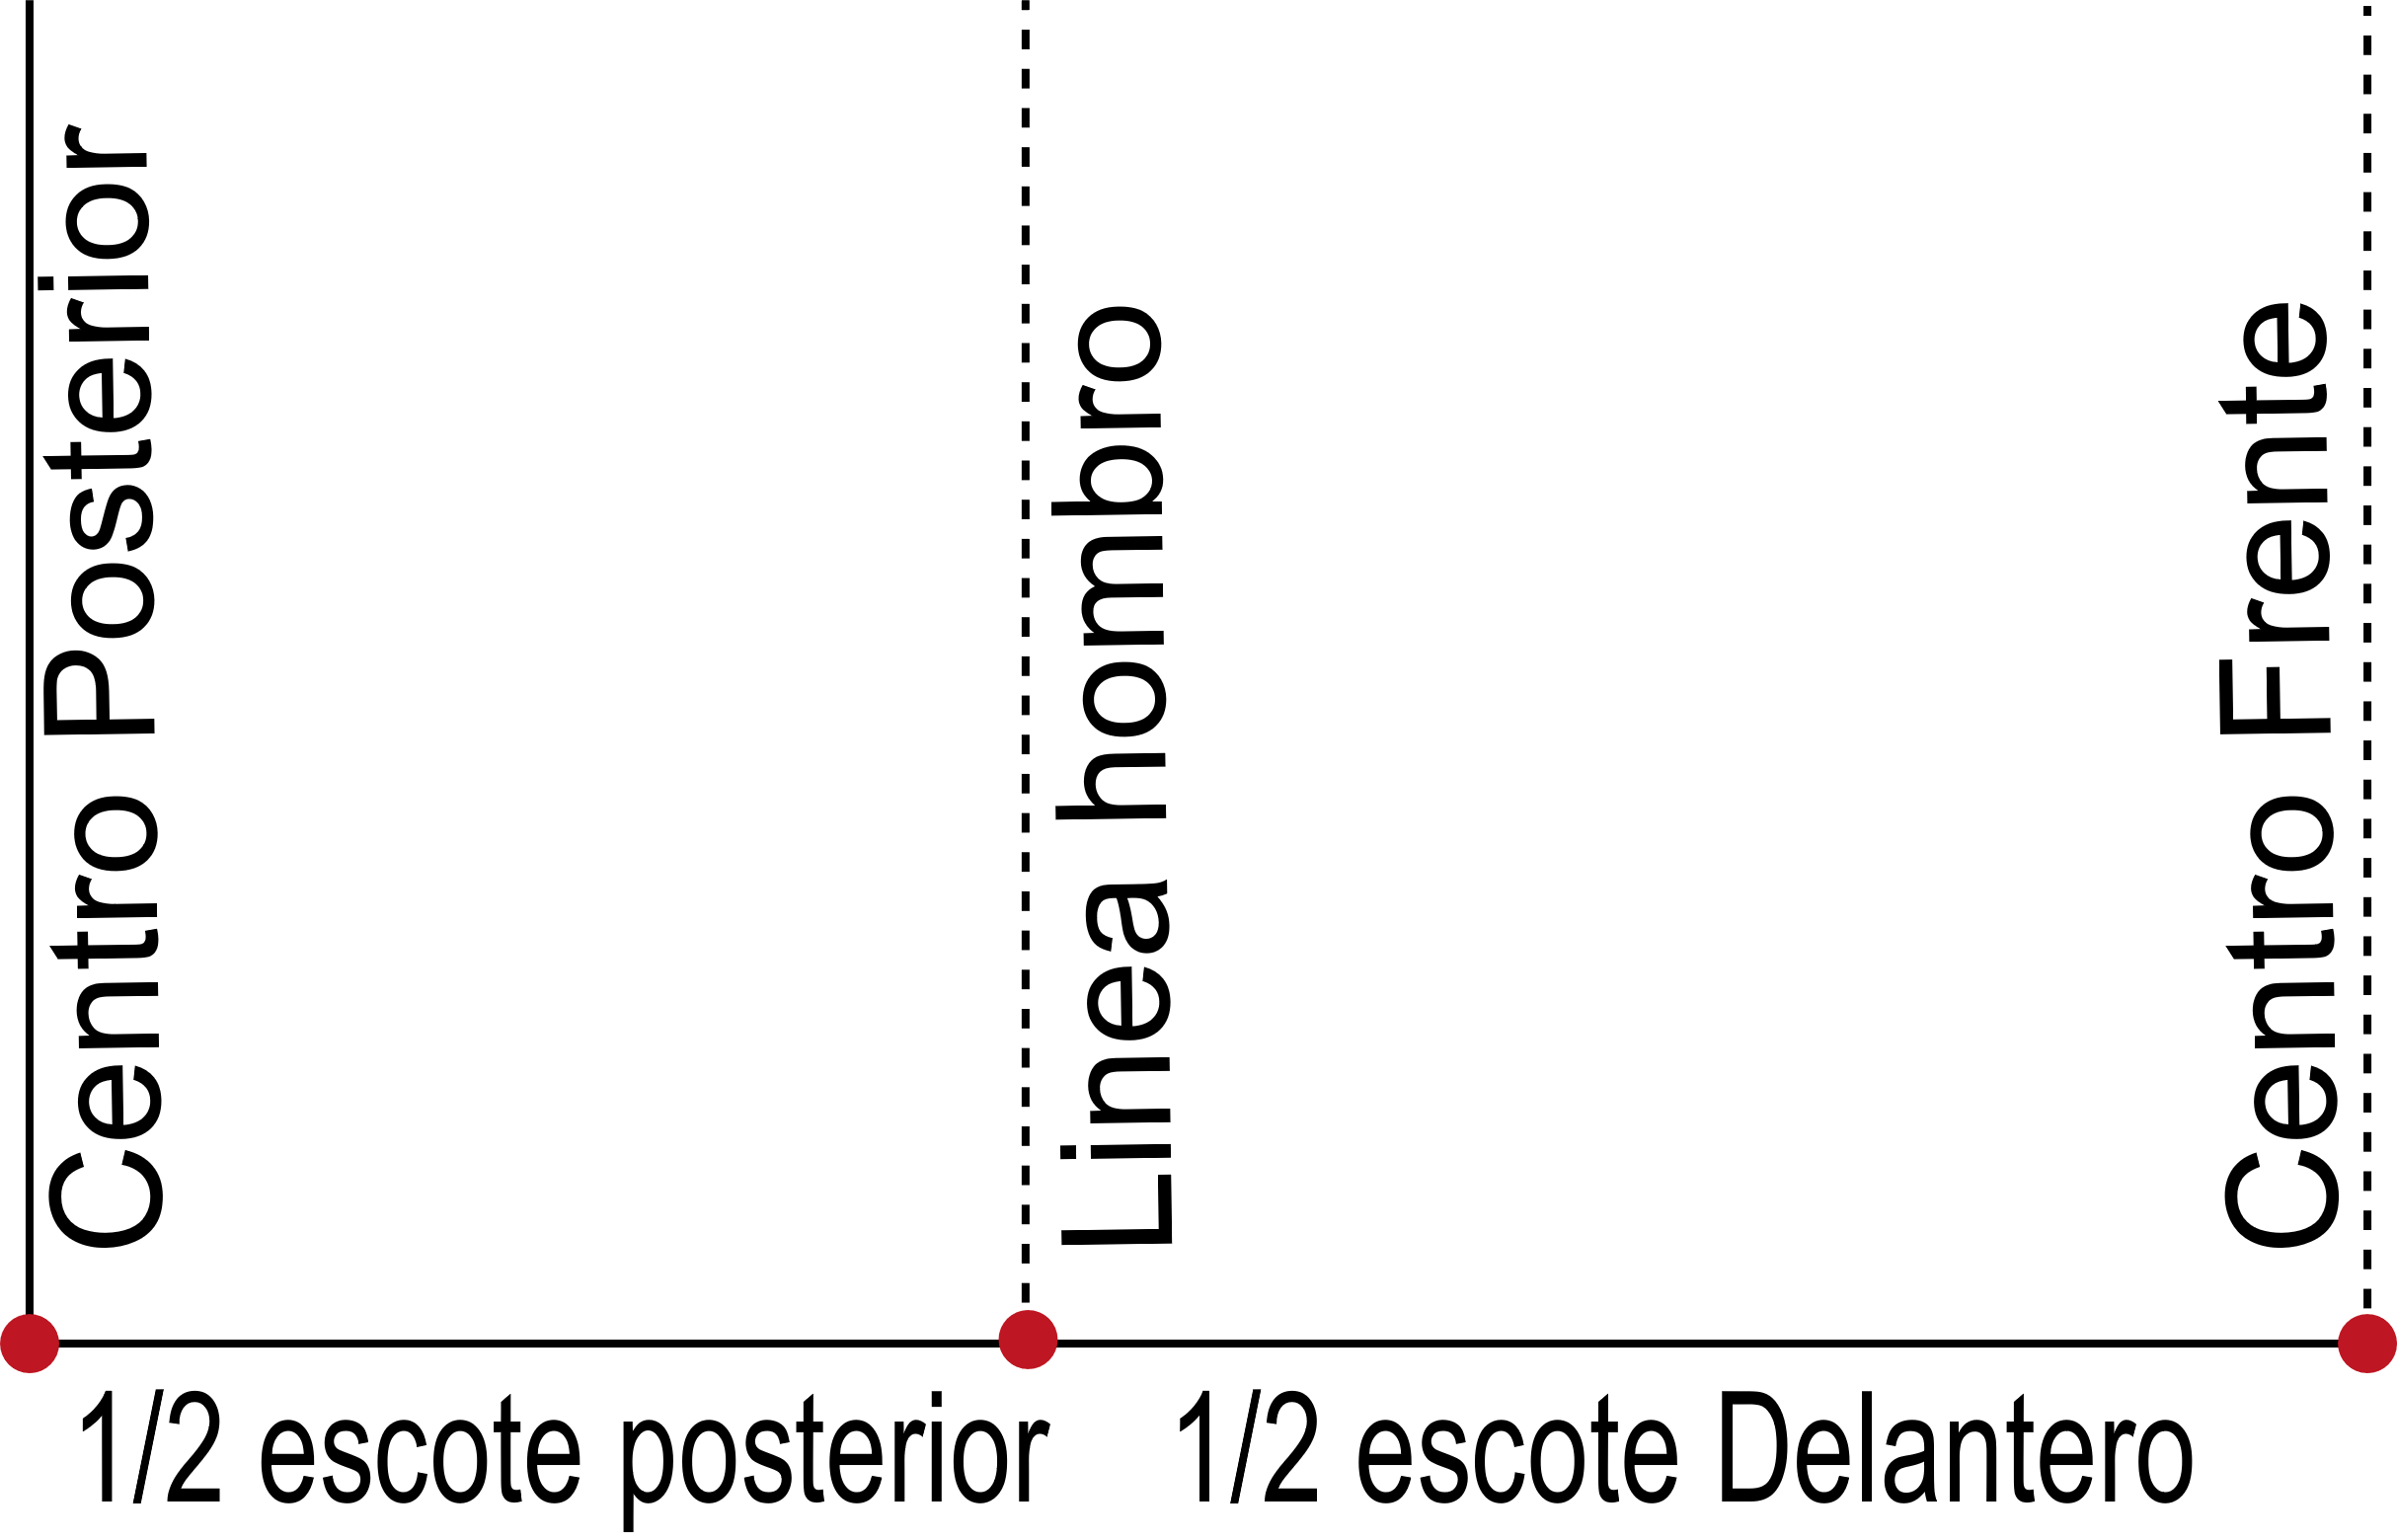 Centro Posterior
Linea hombro
Centro Frente
1/2 escote posterior
1/2 escote Delantero